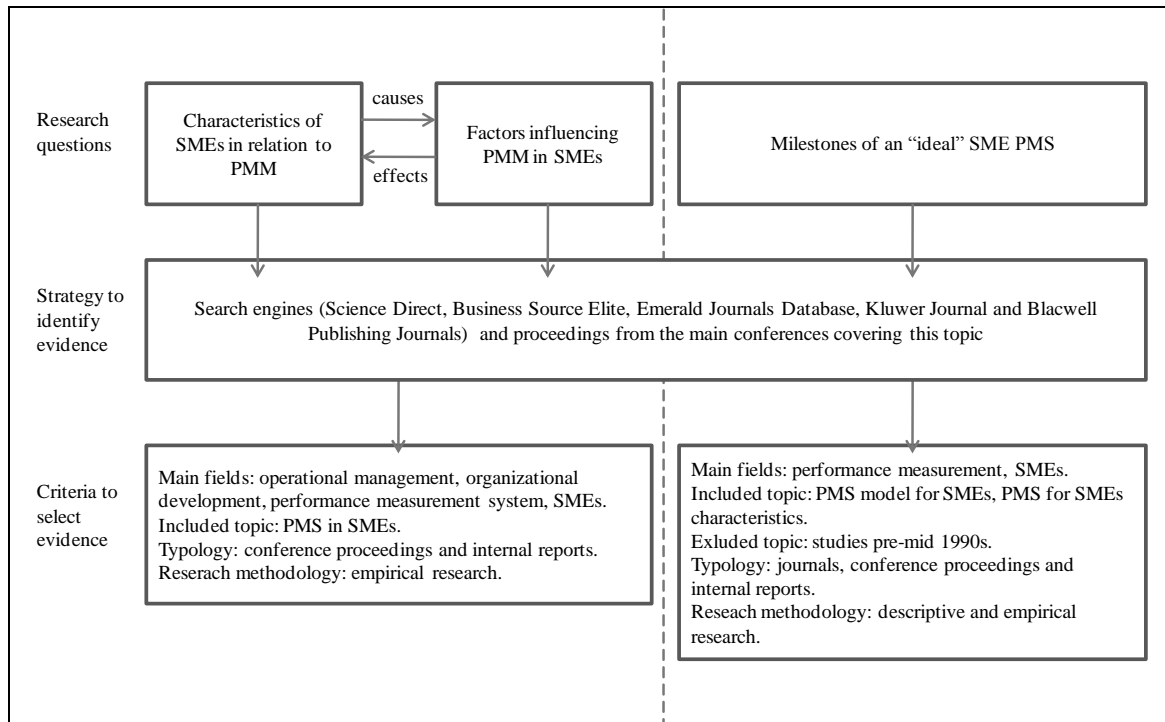 Research
questions
Characteristics of
SMEs in relation to
PMM
causes
effects
Factors influencing
PMM in SMEs
Milestones of an “ideal” SME PMS
Strategy to
identify
evidence
Search engines (Science Direct, Business Source Elite, Emerald Journals Database, Kluwer Journal and Blacwell
Publishing Journals) and proceedings from the main conferences covering this topic
Criteria to
select
evidence
Main fields: operational management, organizational
development, performance measurement system, SMEs.
Included topic: PMS in SMEs.
Typology: conference proceedings and internal reports.
Reserach methodology: empirical research.
Main fields: performance measurement, SMEs.
Included topic: PMS model for SMEs, PMS for SMEs
characteristics.
Exluded topic: studies pre-mid 1990s.
Typology: journals, conference proceedings and
internal reports.
Reseach methodology: descriptive and empirical
research.